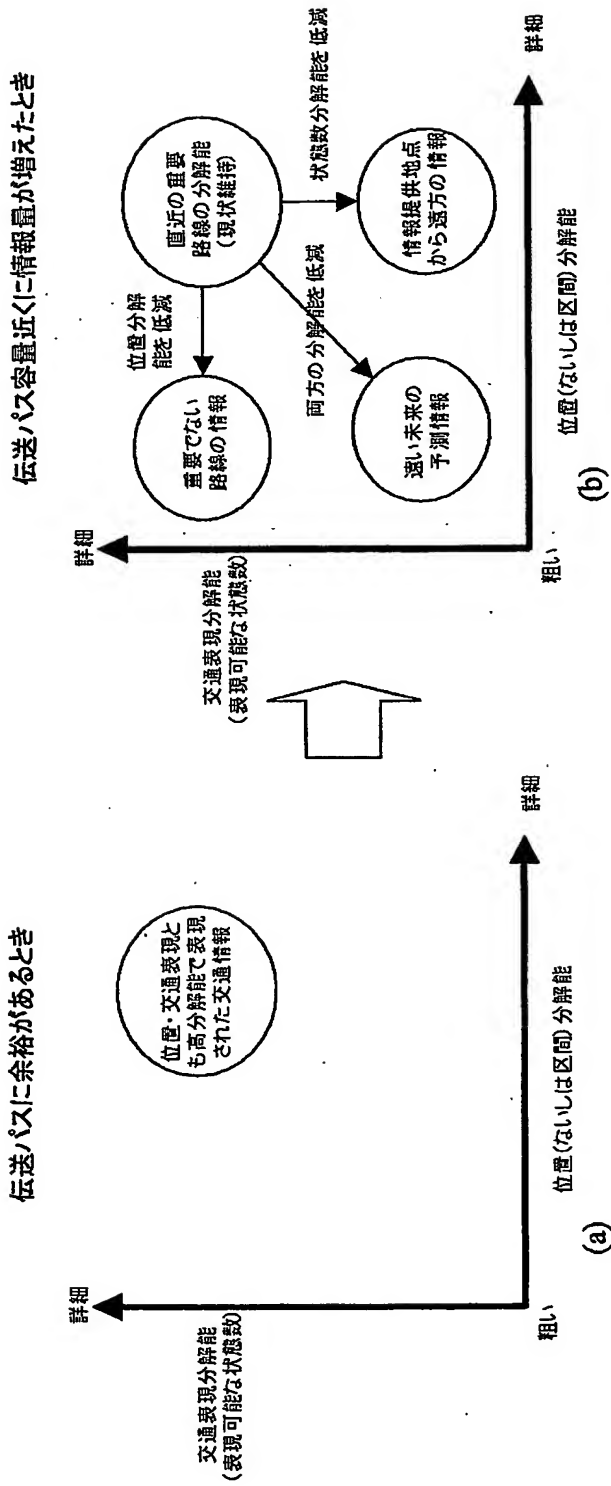 伝送パスに余裕があるとき
詳細
交通表現分解能
(表現可能な状態数)
位置・交通表現と
も高分解能で表現
された交通情報
粗い
位置(ないしは区間)分解能
詳細
(a)
伝送パス容量近くに情報量が増えたとき
詳細
交通表現分解能
(表現可能な状態数)
重要でない
路線の情報
位置分解
能を低減
直近の重要
路線の分解能
(現状維持)
両方の分解能を低減
状態数分解能を低減
遠い未来の
予測情報
情報提供地点
から遠方の情報
粗い
位置(ないしは区間)分解能
詳細
(b)